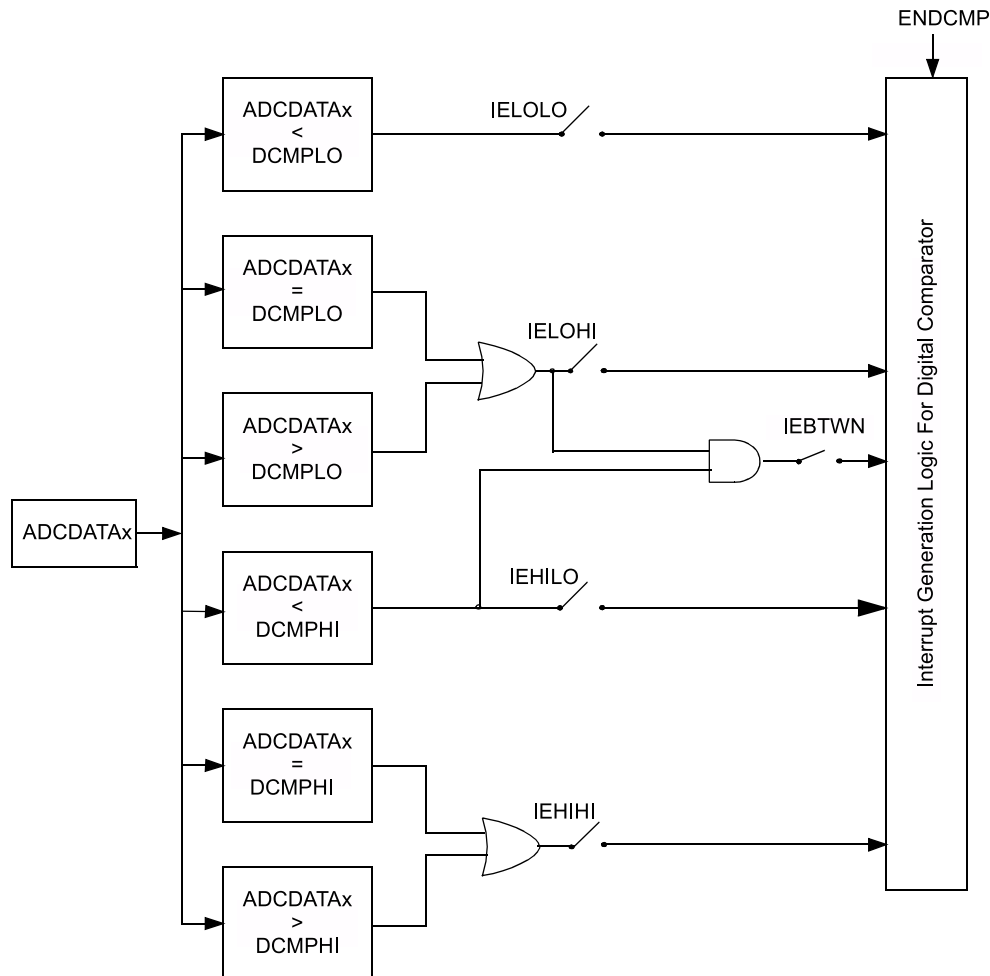 ENDCMP
ADCDATAx
<
DCMPLO
IELOLO
ADCDATAx
=
DCMPLO
IELOHI
ADCDATAx
>
DCMPLO
IEBTWN
ADCDATAx
ADCDATAx
<
DCMPHI
IEHILO
ADCDATAx
=
DCMPHI
IEHIHI
ADCDATAx
>
DCMPHI
Interrupt Generation Logic For Digital Comparator